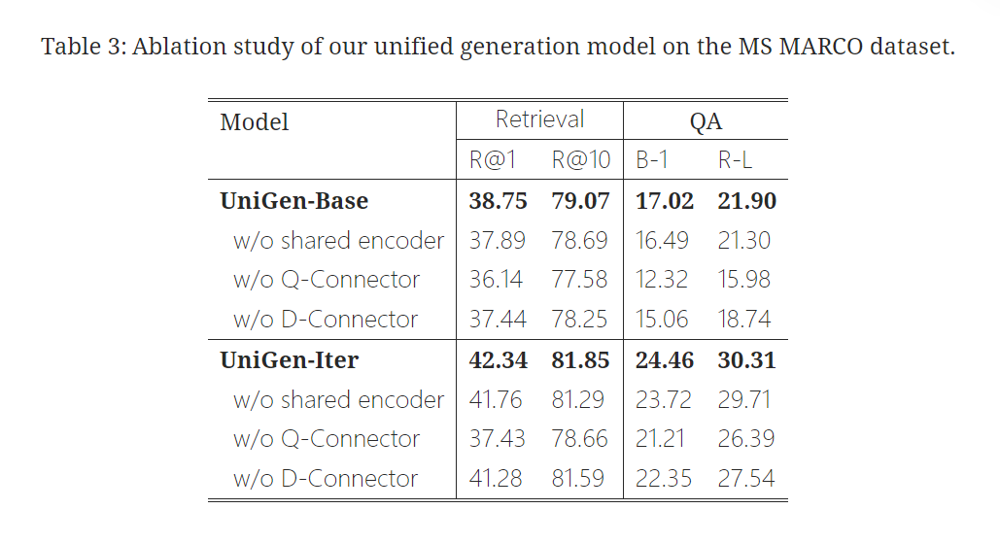 Table 3: Ablation study of our unified generation model on the MS MARCO dataset.
Model Retrieval QA
R@1 R@10 B-1 R-L
UniGen-Base 38.75 79.07 17.02 21.90
w/o shared encoder 37.89 78.69 16.49 21.30
w/o Q-Connector 36.14 77.58 12.32 15.98
w/o D-Connector 37.44 78.25 15.06 18.74
UniGen-Iter 42.34 81.85 24.46 30.31
w/o shared encoder 41.76 81.29 23.72 29.71
w/o Q-Connector 37.43 78.66 21.21 26.39
w/o D-Connector 41.28 81.59 22.35 27.54